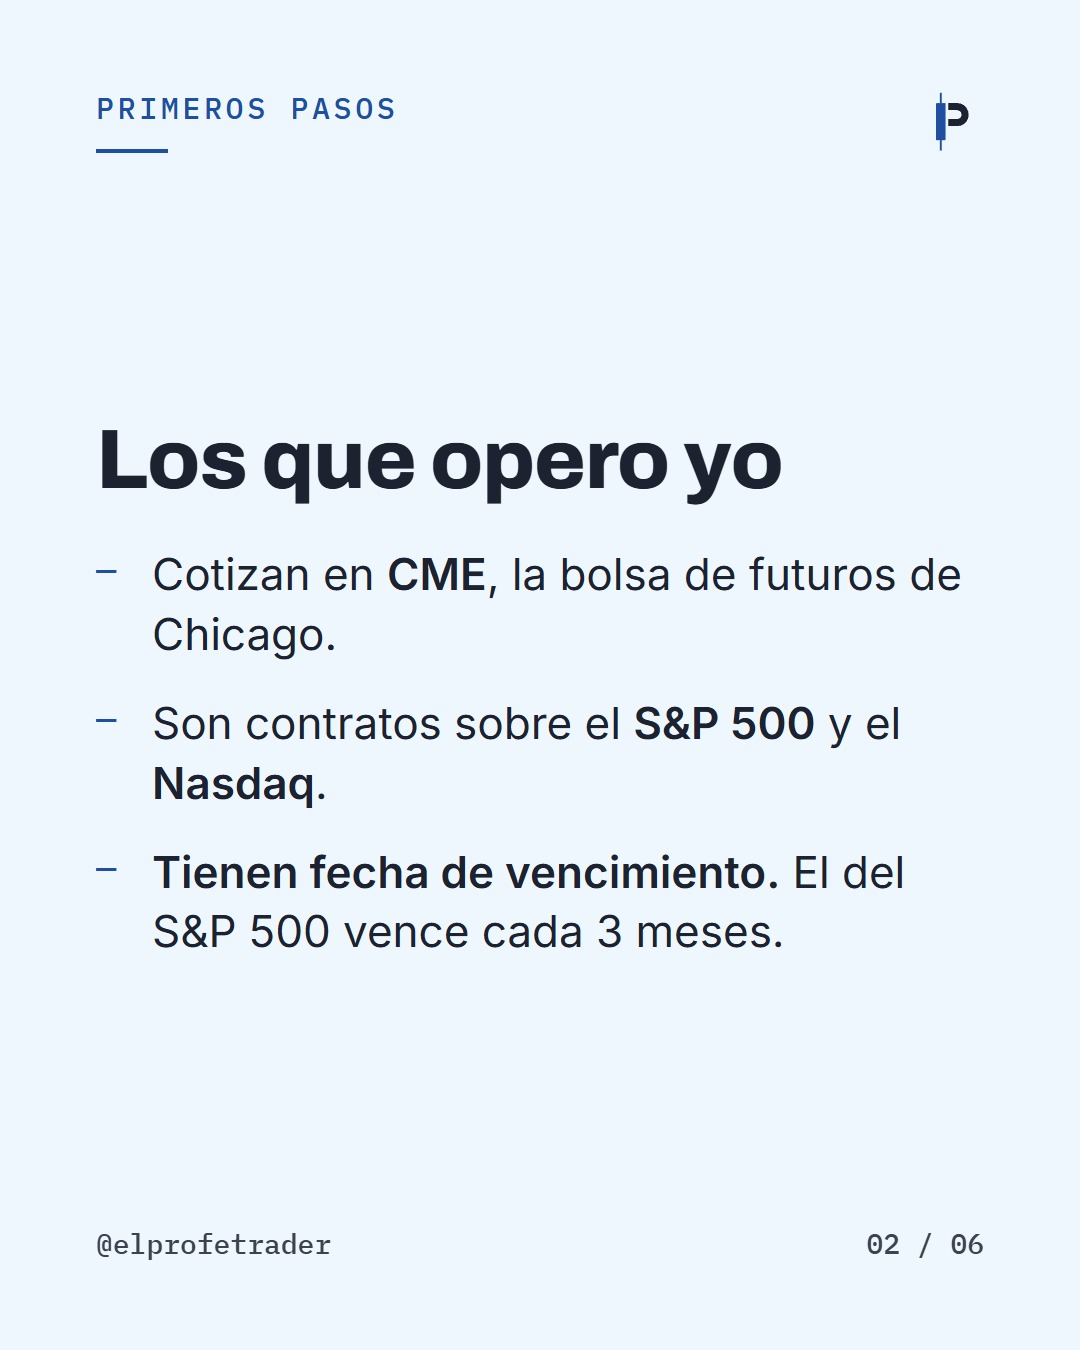 PRIMEROS PASOS
Los que opero yo
– Cotizan en CME, la bolsa de futuros de
Chicago.
– Son contratos sobre el S&P 500 y el
Nasdaq.
– Tienen fecha de vencimiento. El del
S&P 500 vence cada 3 meses.
@elprofetrader
02 / 06